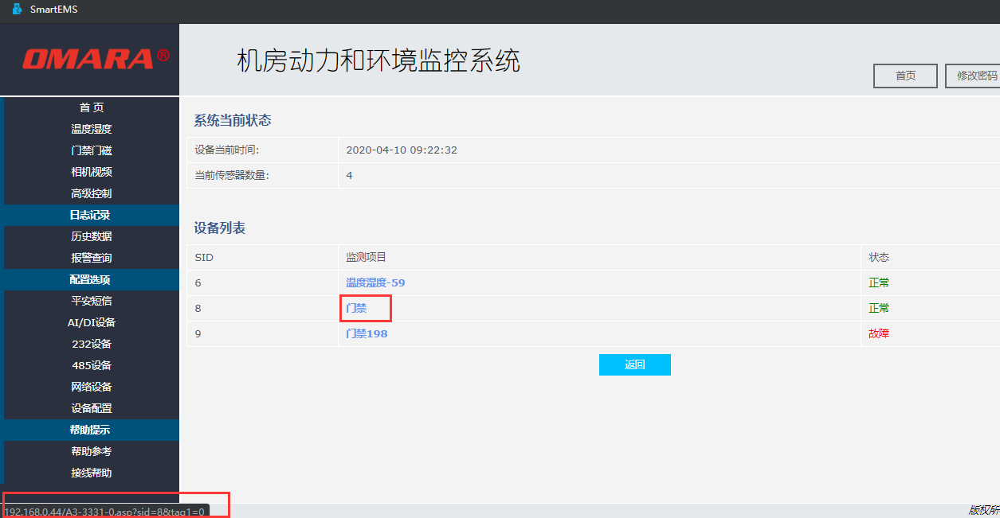 SmartEMS
OMARA®
机房动力和环境监控系统
首页
修改密码
首 页
温度湿度
门禁门磁
相机视频
高级控制
日志记录
历史数据
报警查询
配置选项
平安短信
AI/DI设备
232设备
485设备
网络设备
设备配置
帮助提示
帮助参考
接线帮助
系统当前状态
设备当前时间: 2020-04-10 09:22:32
当前传感器数量: 4
设备列表
SID 监测项目 状态
6 温度湿度-59 正常
8 门禁 正常
9 门禁198 故障
返回
192.168.0.44/A3-3331-0.asp?sid=8&tag1=0
版权所